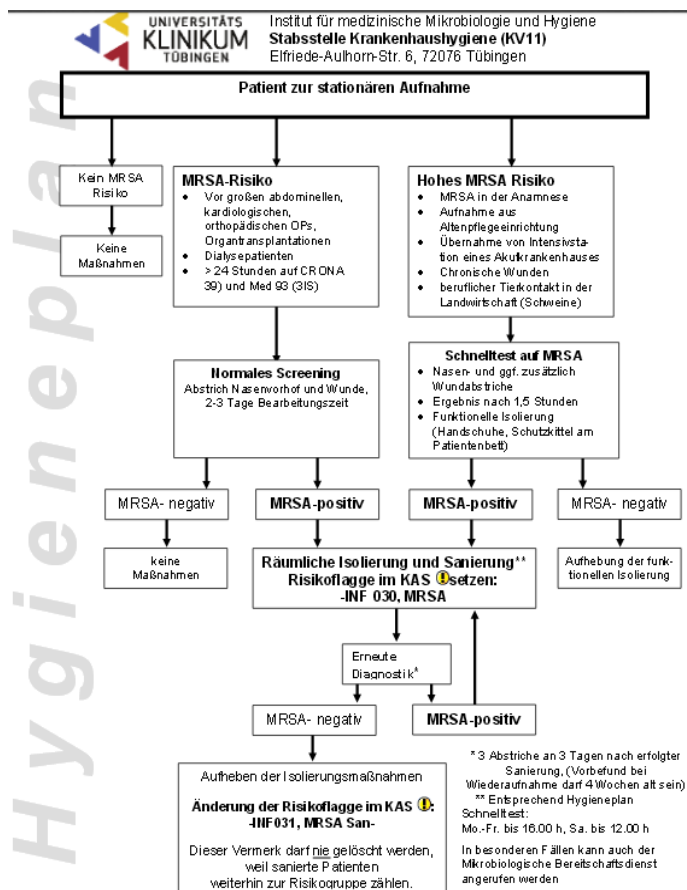 UNIVERSITÄTS
KLINIKUM
TÜBINGEN
Institut für medizinische Mikrobiologie und Hygiene
Stabsstelle Krankenhaushygiene (KV11)
Elfriede-Aulhorn-Str. 6, 72076 Tübingen
Hygieneplan
Patient zur stationären Aufnahme
Kein MRSA
Risiko
Keine
Maßnahmen
MRSA-Risiko
• Vor großen abdominellen,
kardiologischen,
orthopädischen OPs,
Organtransplantationen
• Dialysepatienten
• > 24 Stunden auf CRONA
39) und Med 93 (3IS)
Hohes MRSA Risiko
• MRSA in der Anamnese
• Aufnahme aus
Altenpflegeeinrichtung
• Übernahme von Intensivsta-
tion eines Akutkrankenhauses
• Chronische Wunden
• beruflicher Tierkontakt in der
Landwirtschaft (Schweine)
Normales Screening
Abstrich Nasenvorhof und Wunde,
2-3 Tage Bearbeitungszeit
Schnelltest auf MRSA
• Nasen- und ggf. zusätzlich
Wundabstriche
• Ergebnis nach 1,5 Stunden
• Funktionelle Isolierung
(Handschuhe, Schutzkittel am
Patientenbett)
MRSA- negativ
MRSA-positiv
MRSA-positiv
MRSA- negativ
keine
Maßnahmen
Räumliche Isolierung und Sanierung**
Risikoflagge im KAS ! setzen:
-INF 030, MRSA
Aufhebung der funk-
tionellen Isolierung
Erneute
Diagnostik*
MRSA- negativ
MRSA-positiv
Aufheben der Isolierungsmaßnahmen
Änderung der Risikoflagge im KAS !:
-INF031, MRSA San-
Dieser Vermerk darf nie gelöscht werden,
weil sanierte Patienten
weiterhin zur Risikogruppe zählen.
* 3 Abstriche an 3 Tagen nach erfolgter
Sanierung, (Vorbefund bei
Wiederaufnahme darf 4 Wochen alt sein)
** Entsprechend Hygieneplan
Schnelltest:
Mo.-Fr. bis 16.00 h, Sa. bis 12.00 h
In besonderen Fällen kann auch der
Mikrobiologische Bereitschaftsdienst
angerufen werden